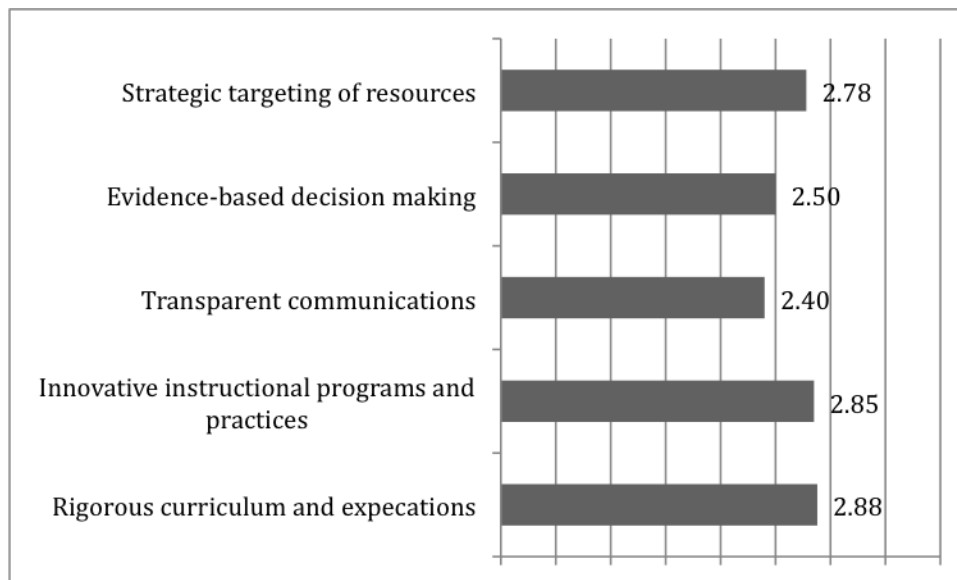 Strategic targeting of resources
2.78
Evidence-based decision making
2.50
Transparent communications
2.40
Innovative instructional programs and
practices
2.85
Rigorous curriculum and expecations
2.88